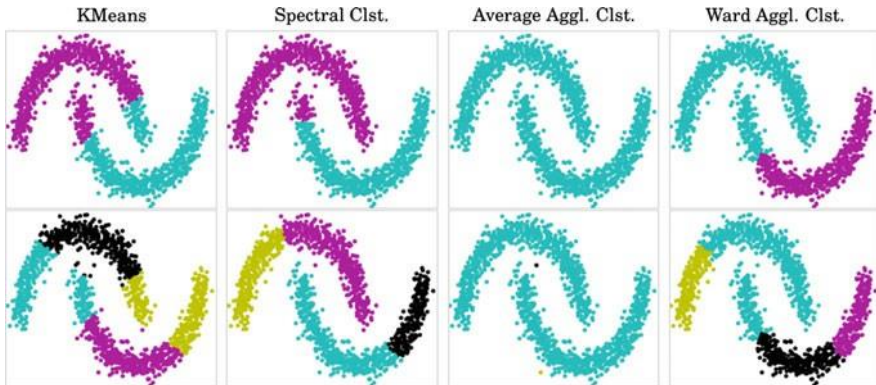 KMeans
Spectral Clst.
Average Aggl. Clst.
Ward Aggl. Clst.